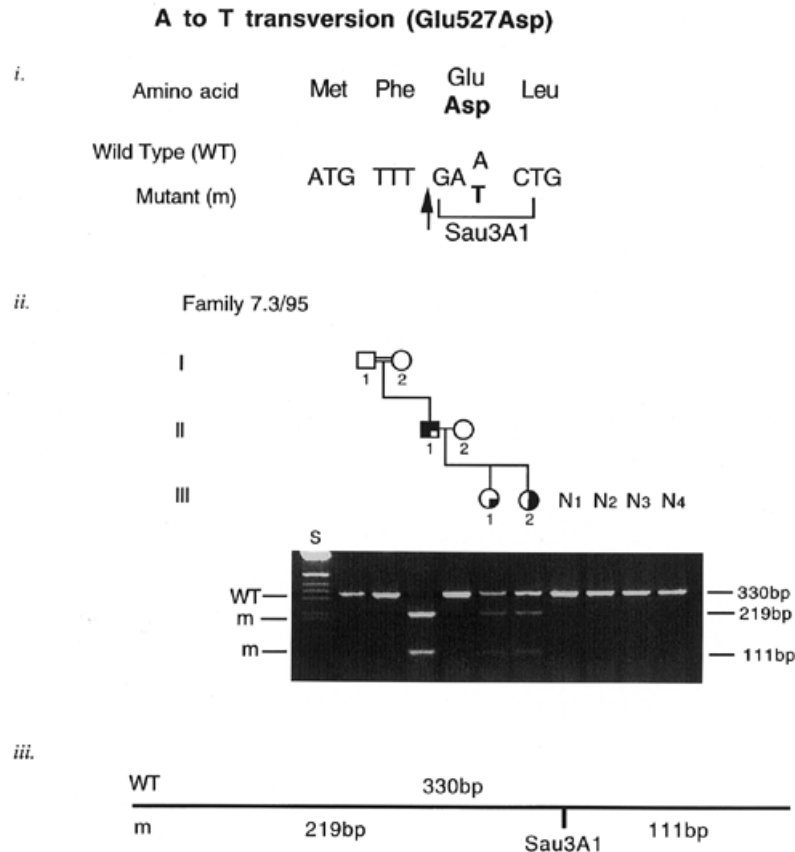 A to T transversion (Glu527Asp)
i.
Amino acid Met Phe Glu Leu
Asp
Wild Type (WT)
Mutant (m)
ATG TTT GA A CTG
T
Sau3A1
ii. Family 7.3/95
I
1 2
II
1 2
III
1 2 N1 N2 N3 N4
S
WT 330bp
m 219bp
m 111bp
iii.
WT 330bp
m 219bp Sau3A1 111bp